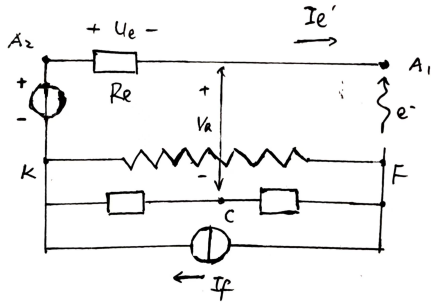 + Ue -
Ie'
A2
A1
Re
+
-
+
Va
-
e-
K
F
C
If